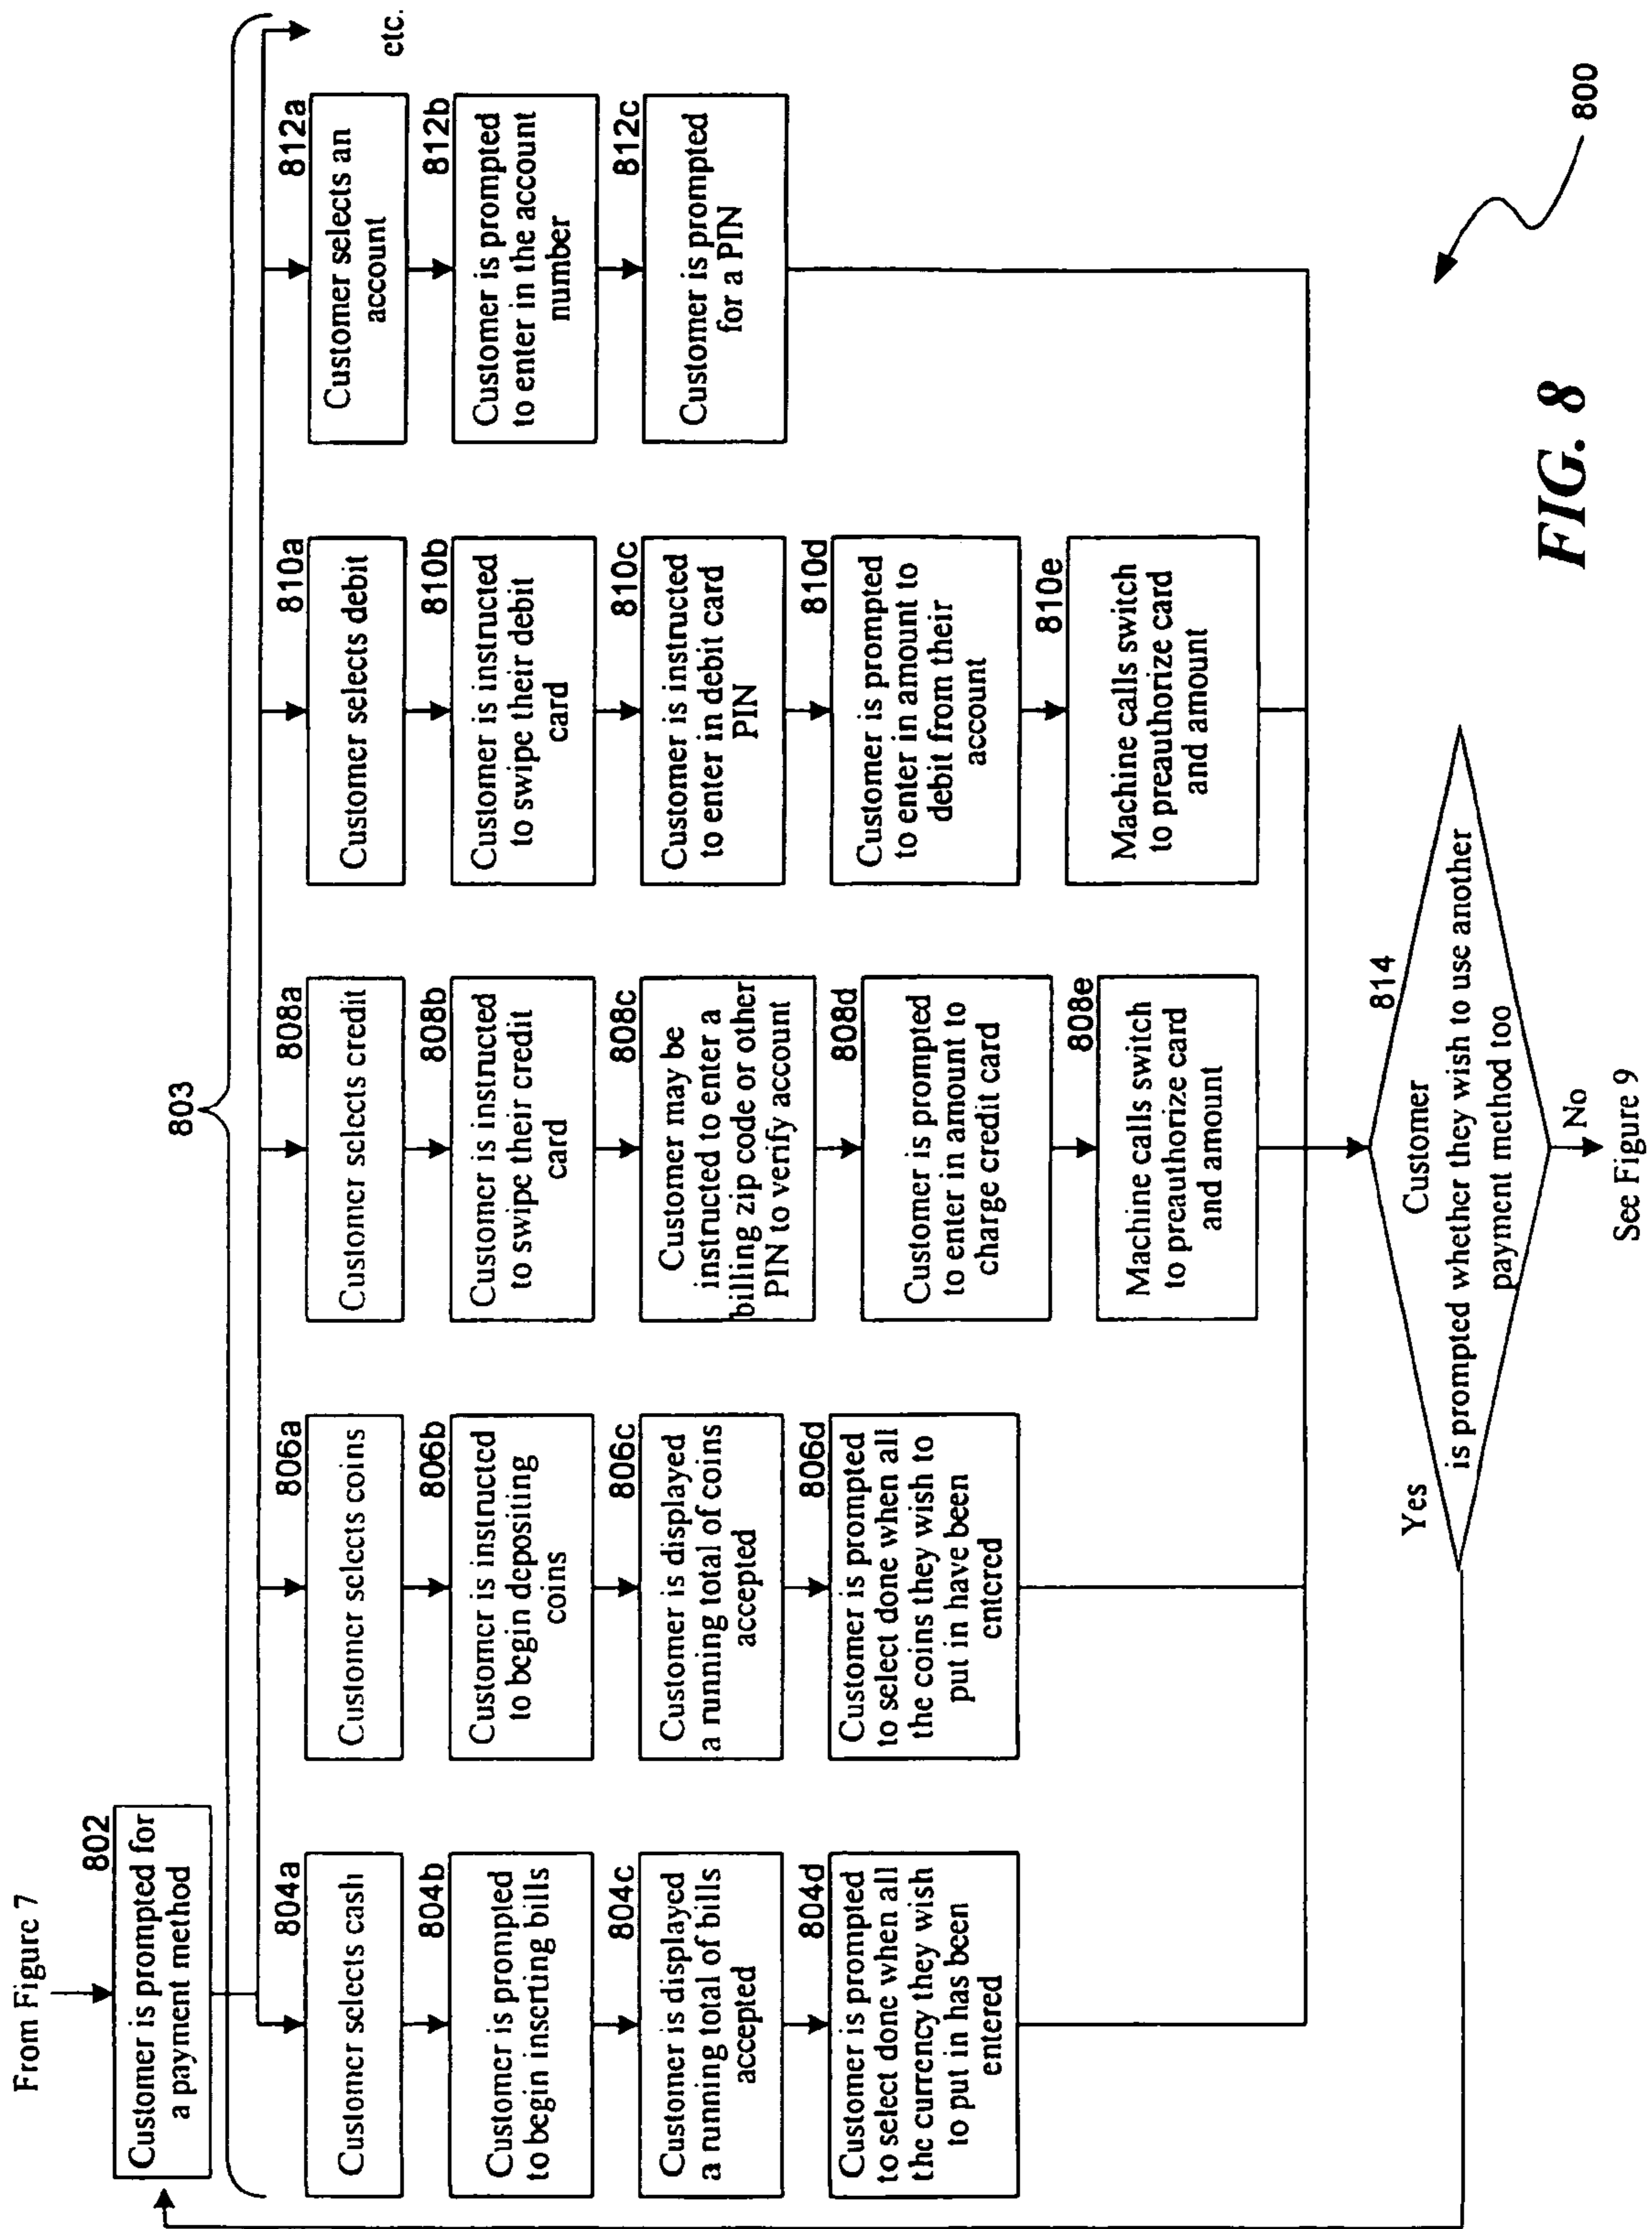 From Figure 7
802
Customer is prompted for
a payment method
803
804a
Customer selects cash
804b
Customer is prompted
to begin inserting bills
804c
Customer is displayed
a running total of bills
accepted
804d
Customer is prompted
to select done when all
the currency they wish
to put in has been
entered
806a
Customer selects coins
806b
Customer is instructed
to begin depositing
coins
806c
Customer is displayed
a running total of coins
accepted
806d
Customer is prompted
to select done when all
the coins they wish to
put in have been
entered
808a
Customer selects credit
808b
Customer is instructed
to swipe their credit
card
808c
Customer may be
instructed to enter a
billing zip code or other
PIN to verify account
808d
Customer is prompted
to enter in amount to
charge credit card
808e
Machine calls switch
to preauthorize card
and amount
810a
Customer selects debit
810b
Customer is instructed
to swipe their debit
card
810c
Customer is instructed
to enter in debit card
PIN
810d
Customer is prompted
to enter in amount to
debit from their
account
810e
Machine calls switch
to preauthorize card
and amount
812a
Customer selects an
account
812b
Customer is prompted
to enter in the account
number
812c
Customer is prompted
for a PIN
etc.
814
Customer
is prompted whether they wish to use another
payment method too
Yes
No
See Figure 9
800
FIG. 8